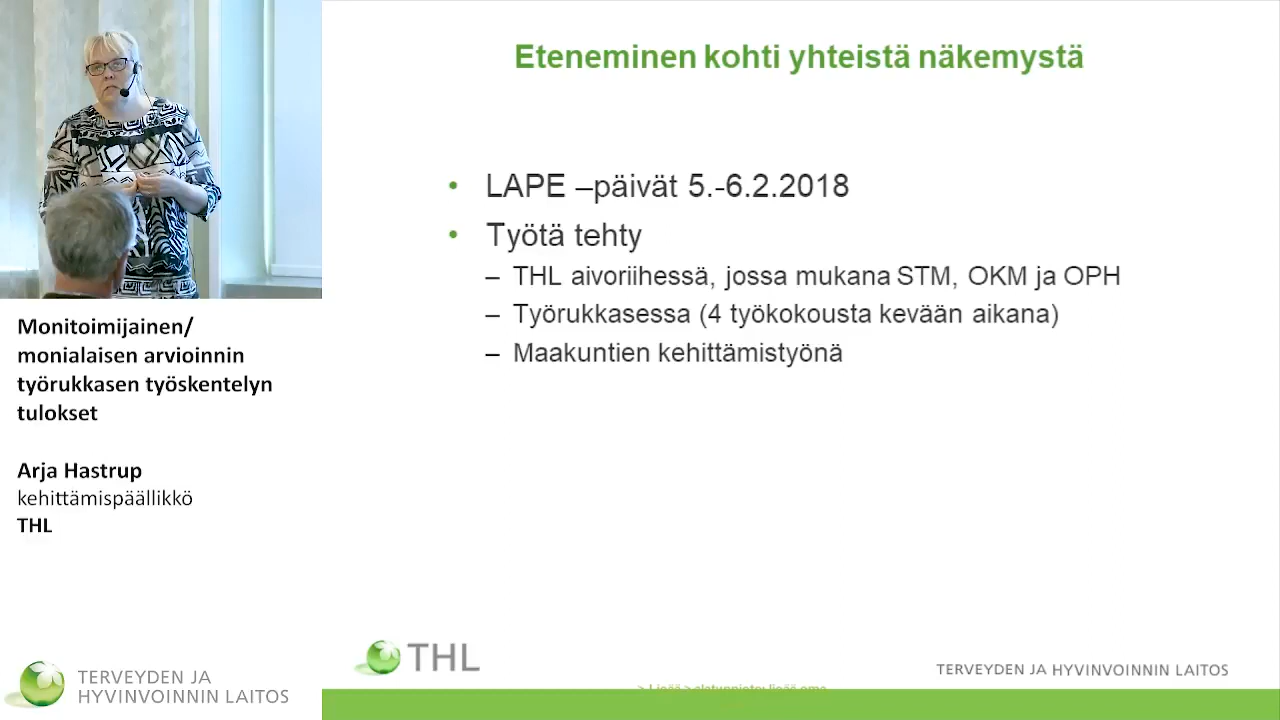 Eteneminen kohti yhteistä näkemystä
• LAPE –päivät 5.-6.2.2018
• Työtä tehty
– THL aivoriihessä, jossa mukana STM, OKM ja OPH
– Työrukkasessa (4 työkokousta kevään aikana)
– Maakuntien kehittämistyönä
Monitoimijainen/
monialaisen arvioinnin
työrukkasen työskentelyn
tulokset
Arja Hastrup
kehittämispäällikkö
THL
TERVEYDEN JA
HYVINVOINNIN LAITOS
THL
TERVEYDEN JA HYVINVOINNIN LAITOS